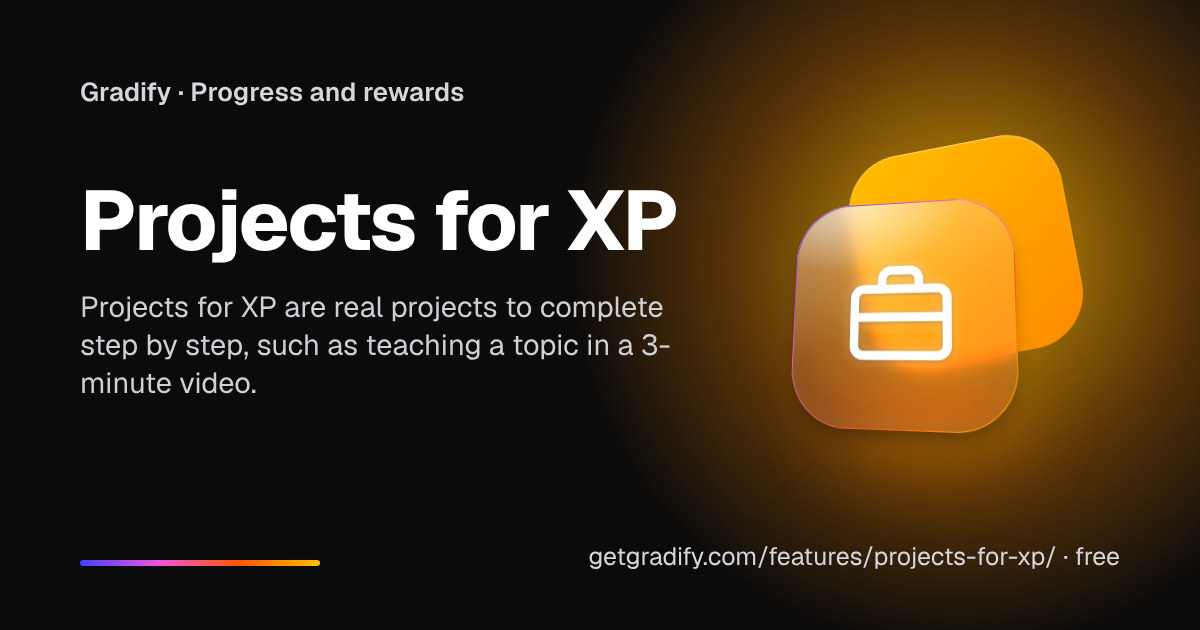 Gradify · Progress and rewards
Projects for XP
Projects for XP are real projects to complete
step by step, such as teaching a topic in a 3-
minute video.
getgradify.com/features/projects-for-xp/ · free